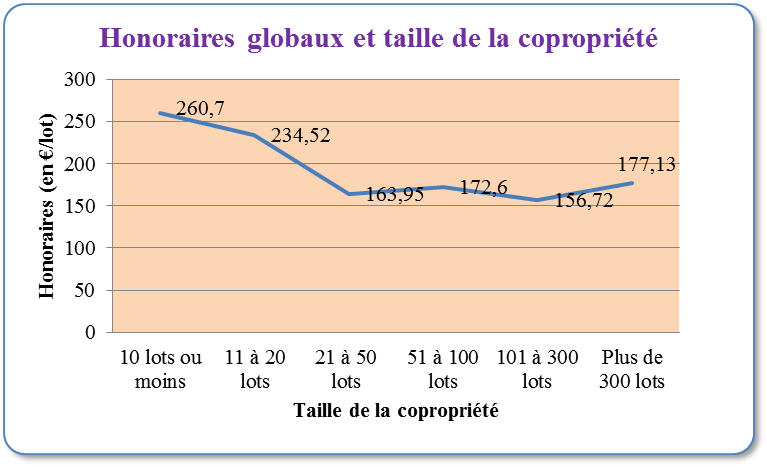 Honoraires globaux et taille de la copropriété
300
250
200
150
100
50
0
Honoraires (en €/lot)
260,7
234,52
163,95
172,6
156,72
177,13
10 lots ou
moins
11 à 20
lots
21 à 50
lots
51 à 100
lots
101 à 300
lots
Plus de
300 lots
Taille de la copropriété